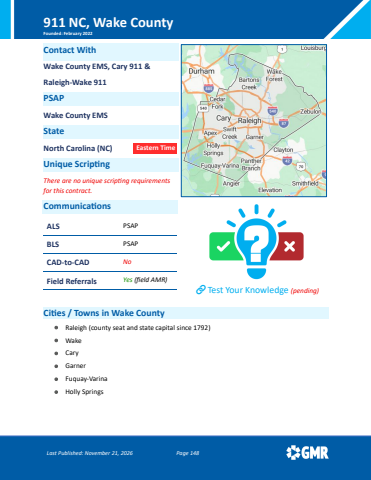 911 NC, Wake County
Founded: February 2022
Contact With
Wake County EMS, Cary 911 &
Raleigh-Wake 911
PSAP
Wake County EMS
State
North Carolina (NC) Eastern Time
Unique Scripting
There are no unique scripting requirements
for this contract.
Communications
ALS PSAP
BLS PSAP
CAD-to-CAD No
Field Referrals Yes (field AMR)
Louisburg
Durham
Wake
Forest
Bartons
Creek
Cedar
Fork
Zebulon
Cary Raleigh
Apex
Swift
Creek
Garner
Holly
Springs
Clayton
Panther
Branch
Fuquay-Varina
Angier
Smithfield
Elevation
Test Your Knowledge (pending)
Cities / Towns in Wake County
• Raleigh (county seat and state capital since 1792)
• Wake
• Cary
• Garner
• Fuquay-Varina
• Holly Springs
Last Published: November 21, 2026 Page 148
GMR